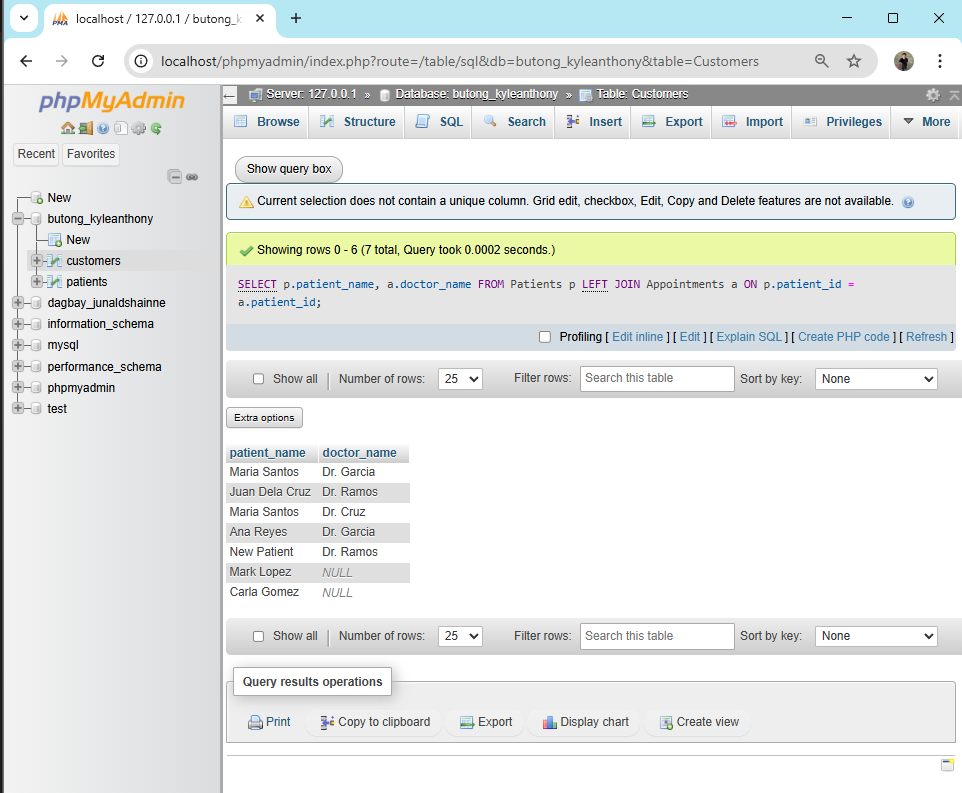 localhost / 127.0.0.1 / butong_k
localhost/phpmyadmin/index.php?route=/table/sql&db=butong_kyleanthony&table=Customers
phpMyAdmin
Recent Favorites
New
butong_kyleanthony
New
customers
patients
dagbay_junaldshainne
information_schema
mysql
performance_schema
phpmyadmin
test
Server: 127.0.0.1 » Database: butong_kyleanthony » Table: Customers
Browse Structure SQL Search Insert Export Import Privileges More
Show query box
Current selection does not contain a unique column. Grid edit, checkbox, Edit, Copy and Delete features are not available.
Showing rows 0 - 6 (7 total, Query took 0.0002 seconds.)
SELECT p.patient_name, a.doctor_name FROM Patients p LEFT JOIN Appointments a ON p.patient_id =
a.patient_id;
Profiling [ Edit inline ] [ Edit ] [ Explain SQL ] [ Create PHP code ] [ Refresh ]
Show all Number of rows: 25 Filter rows: Search this table Sort by key: None
Extra options
patient_name doctor_name
Maria Santos Dr. Garcia
Juan Dela Cruz Dr. Ramos
Maria Santos Dr. Cruz
Ana Reyes Dr. Garcia
New Patient Dr. Ramos
Mark Lopez NULL
Carla Gomez NULL
Show all Number of rows: 25 Filter rows: Search this table Sort by key: None
Query results operations
Print Copy to clipboard Export Display chart Create view